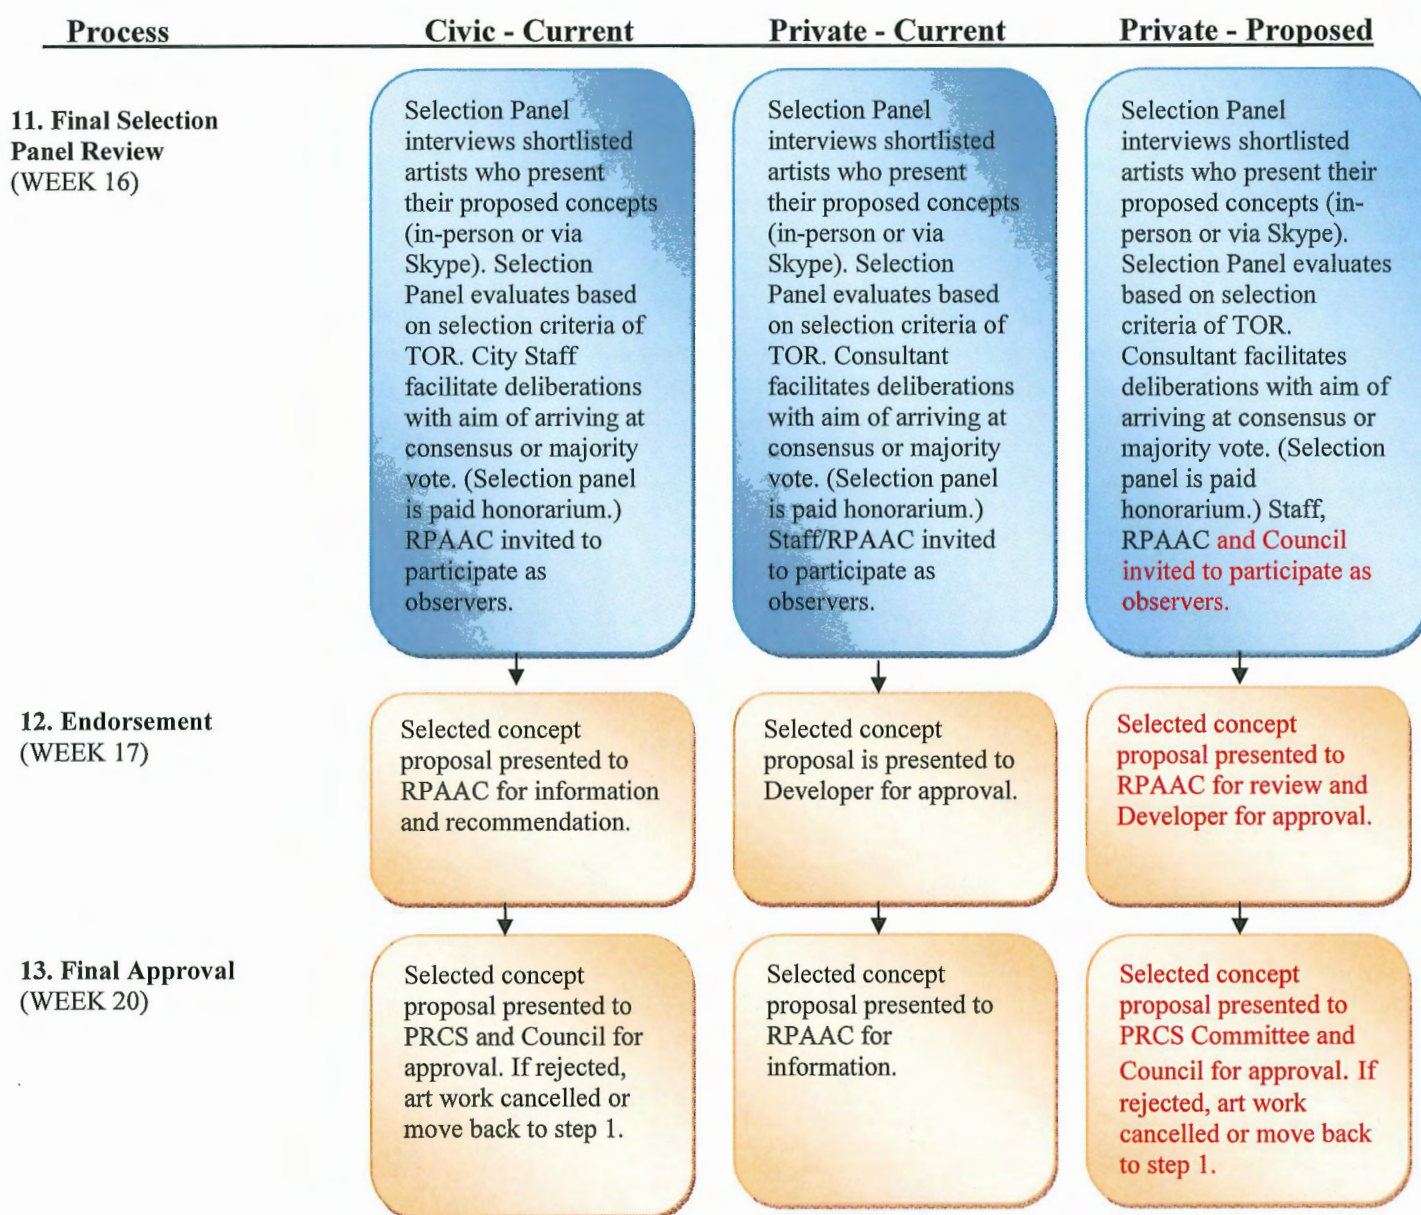 Process
Civic - Current
Private - Current
Private - Proposed
11. Final Selection
Panel Review
(WEEK 16)
Selection Panel
interviews shortlisted
artists who present
their proposed concepts
(in-person or via
Skype). Selection
Panel evaluates based
on selection criteria of
TOR. City Staff
facilitate deliberations
with aim of arriving at
consensus or majority
vote. (Selection panel
is paid honorarium.)
RPAAC invited to
participate as
observers.
Selection Panel
interviews shortlisted
artists who present
their proposed concepts
(in-person or via
Skype). Selection
Panel evaluates based
on selection criteria of
TOR. Consultant
facilitates deliberations
with aim of arriving at
consensus or majority
vote. (Selection panel
is paid honorarium.)
Staff/RPAAC invited
to participate as
observers.
Selection Panel
interviews shortlisted
artists who present their
proposed concepts (in-
person or via Skype).
Selection Panel evaluates
based on selection
criteria of TOR.
Consultant facilitates
deliberations with aim of
arriving at consensus or
majority vote. (Selection
panel is paid
honorarium.) Staff,
RPAAC and Council
invited to participate as
observers.
12. Endorsement
(WEEK 17)
Selected concept
proposal presented to
RPAAC for information
and recommendation.
Selected concept
proposal is presented to
Developer for approval.
Selected concept
proposal presented to
RPAAC for review and
Developer for approval.
13. Final Approval
(WEEK 20)
Selected concept
proposal presented to
PRCS and Council for
approval. If rejected,
art work cancelled or
move back to step 1.
Selected concept
proposal presented to
RPAAC for
information.
Selected concept
proposal presented to
PRCS Committee and
Council for approval. If
rejected, art work
cancelled or move back
to step 1.